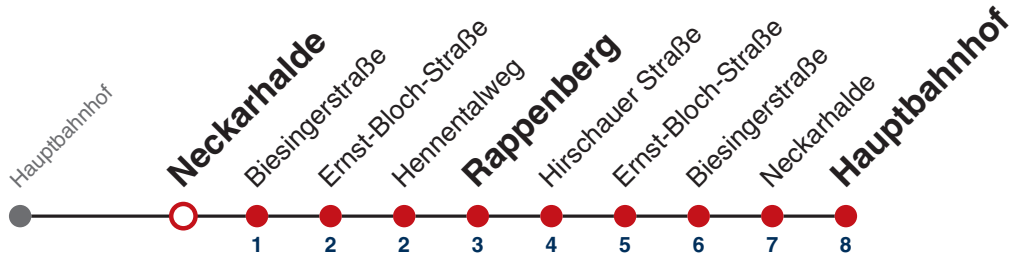 Hauptbahnhof
Neckarhalde
Biesingerstraße
Ernst-Bloch-Straße
Hennentalweg
Rappenberg
Hirschauer Straße
Ernst-Bloch-Straße
Biesingerstraße
Neckarhalde
Hauptbahnhof
1 2 2 3 4 5 6 7 8